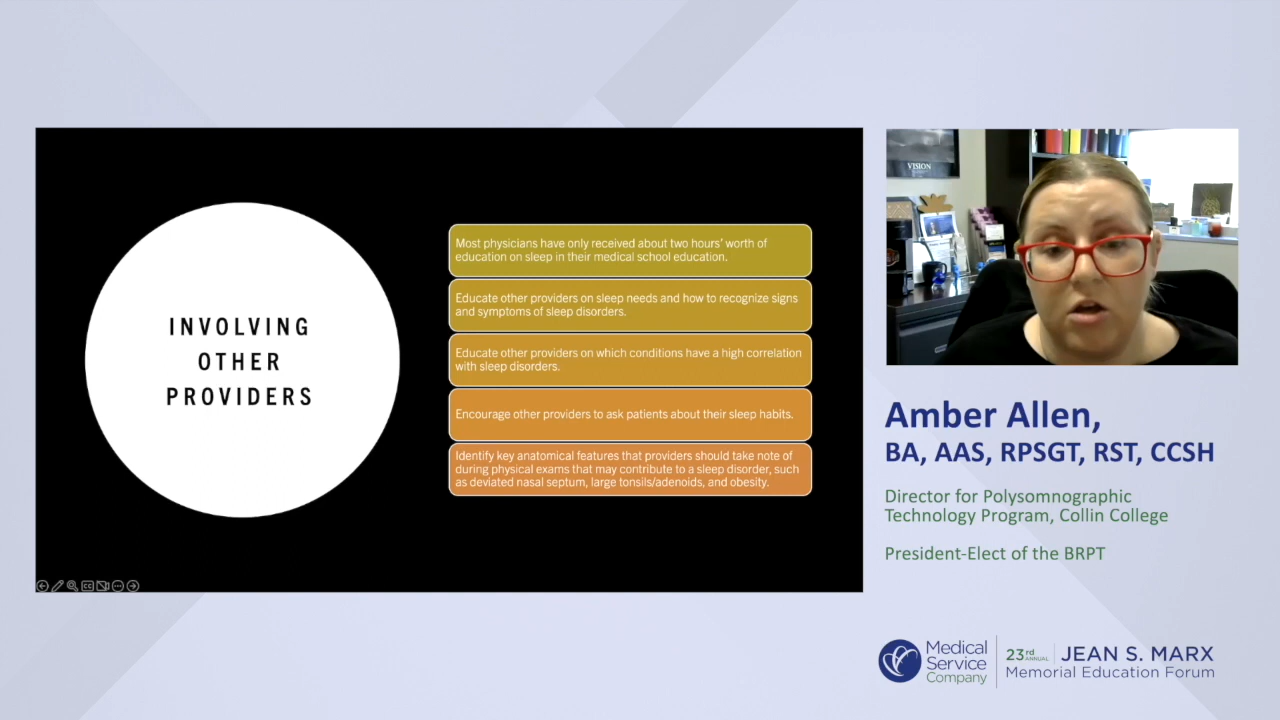 INVOLVING
OTHER
PROVIDERS
Most physicians have only received about two hours' worth of
education on sleep in their medical school education.
Educate other providers on sleep needs and how to recognize signs
and symptoms of sleep disorders.
Educate other providers on which conditions have a high correlation
with sleep disorders.
Encourage other providers to ask patients about their sleep habits.
Identify key anatomical features that providers should take note of
during physical exams that may contribute to a sleep disorder, such
as deviated nasal septum, large tonsils/adenoids, and obesity.
VISION
Amber Allen,
BA, AAS, RPSGT, RST, CCSH
Director for Polysomnographic
Technology Program, Collin College
President-Elect of the BRPT
Medical
Service
Company
23rd ANNUAL JEAN S. MARX
Memorial Education Forum